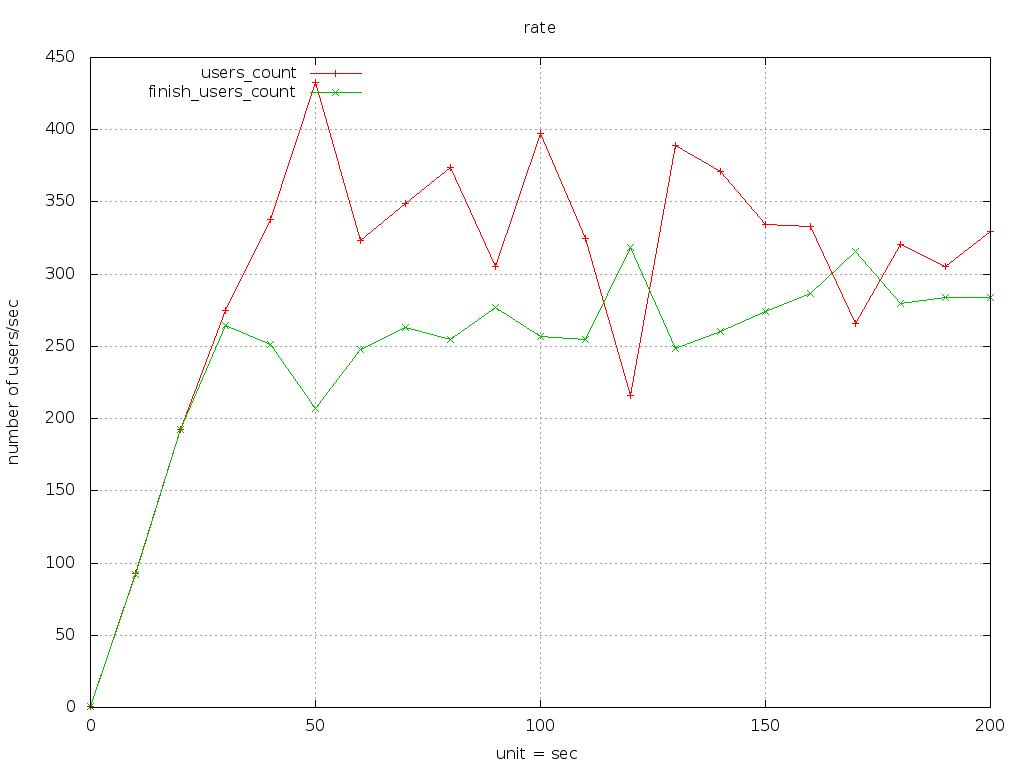 rate
users_count
finish_users_count
450
400
350
300
250
200
150
100
50
0
number of users/sec
0 50 100 150 200
unit = sec